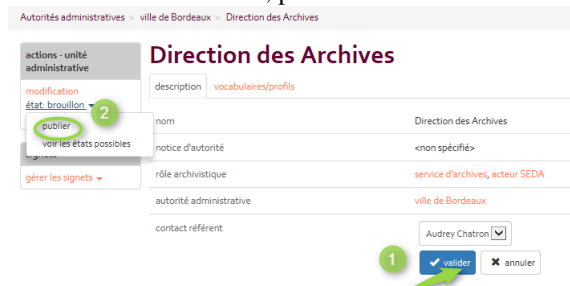 Autorités administratives > ville de Bordeaux > Direction des Archives
actions - unité
administrative
modification
état: brouillon
2
publier
voir les états possibles
gérer les signets
Direction des Archives
description vocabulaires/profils
nom Direction des Archives
notice d'autorité <non spécifié>
rôle archivistique service d'archives, acteur SEDA
autorité administrative ville de Bordeaux
contact référent Audrey Chatron
1 valider annuler